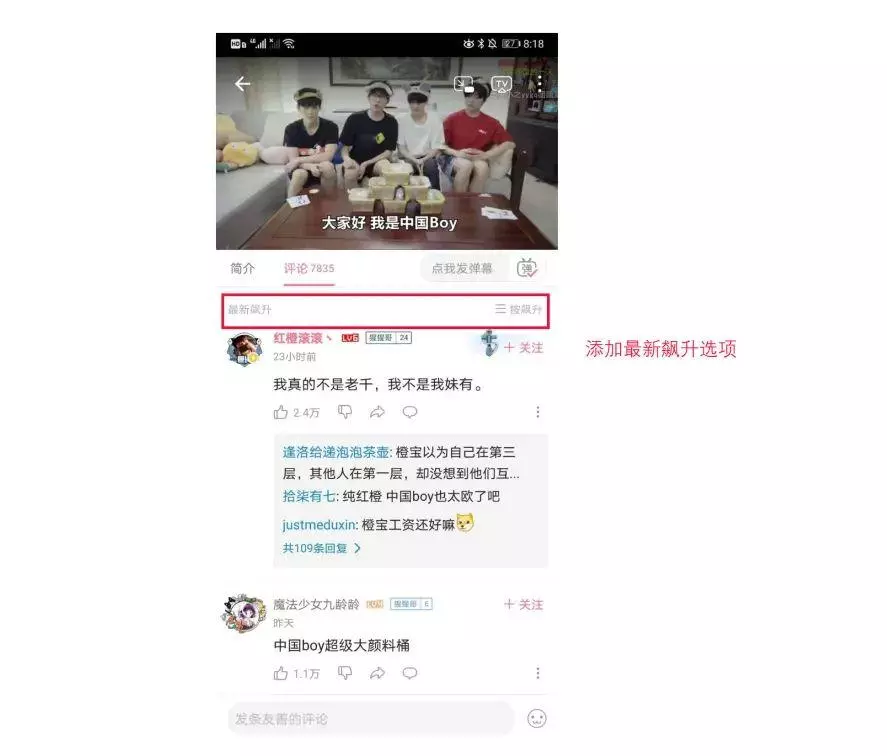 8:18
TV
大家好 我是中国Boy
简介
评论 7835
点我发弹幕
弹
最新飙升
按飙升
红橙滚滚丶 LV6 猩猩哥 24
23小时前
+ 关注
添加最新飙升选项
我真的不是老千，我不是我妹有。
2.4万
逢洛给递泡泡茶壶: 橙宝以为自己在第三
层，其他人在第一层，却没想到他们互...
拾柒有七: 纯红橙 中国boy也太欧了吧
justmeduxin: 橙宝工资还好嘛
共109条回复
魔法少女九龄龄 猩猩哥 6
+ 关注
昨天
中国boy超级大颜料桶
1.1万
发条友善的评论